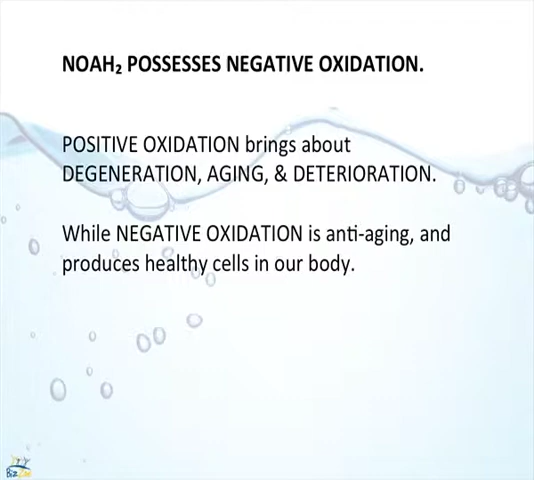 NOAH₂ POSSESSES NEGATIVE OXIDATION.
POSITIVE OXIDATION brings about
DEGENERATION, AGING, & DETERIORATION.
While NEGATIVE OXIDATION is anti-aging, and
produces healthy cells in our body.